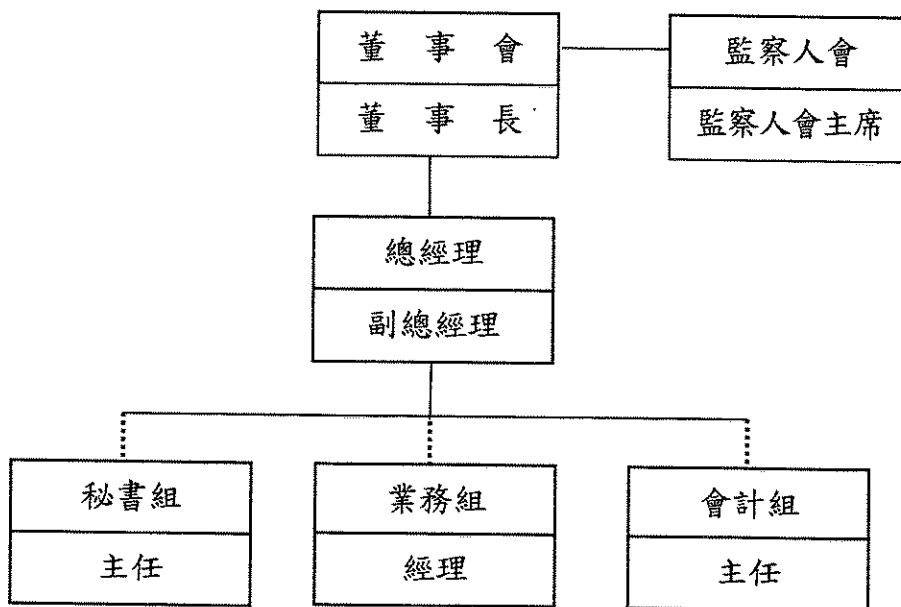 董事會
監察人會
董事長
監察人會主席
總經理
副總經理
秘書組
業務組
會計組
主任
經理
主任